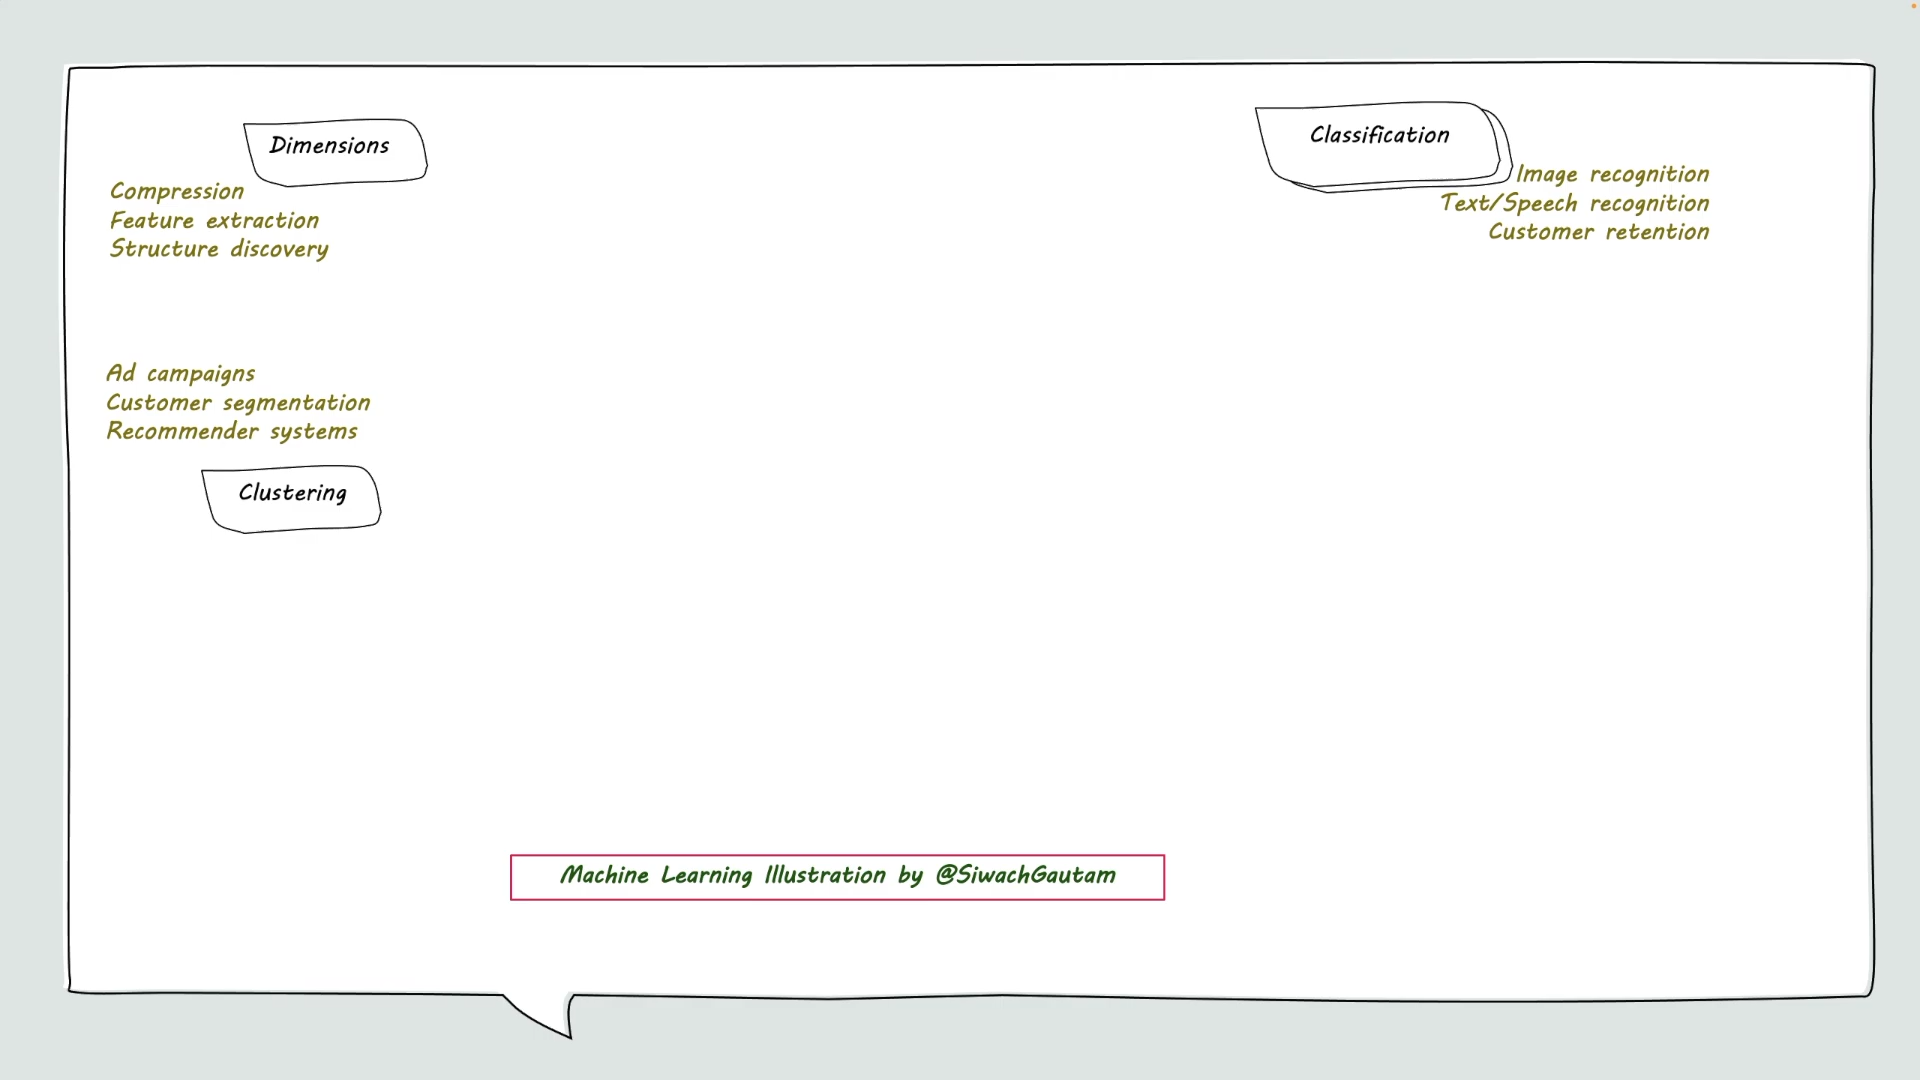 Dimensions
Compression
Feature extraction
Structure discovery
Ad campaigns
Customer segmentation
Recommender systems
Clustering
Classification
Image recognition
Text/Speech recognition
Customer retention
Machine Learning Illustration by @SiwachGautam